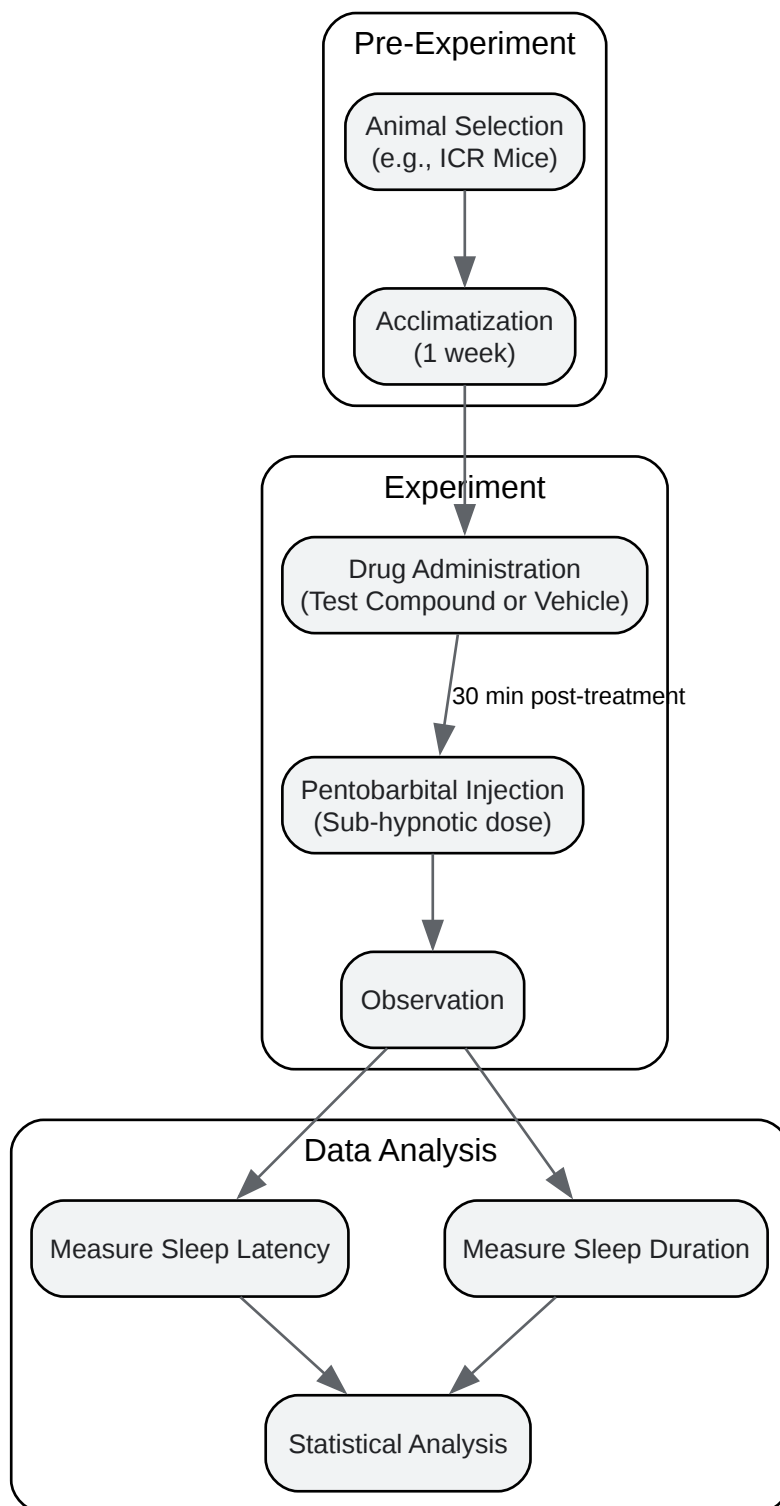 Pre-Experiment
Animal Selection
(e.g., ICR Mice)
Acclimatization
(1 week)
Experiment
Drug Administration
(Test Compound or Vehicle)
30 min post-treatment
Pentobarbital Injection
(Sub-hypnotic dose)
Observation
Data Analysis
Measure Sleep Latency
Measure Sleep Duration
Statistical Analysis